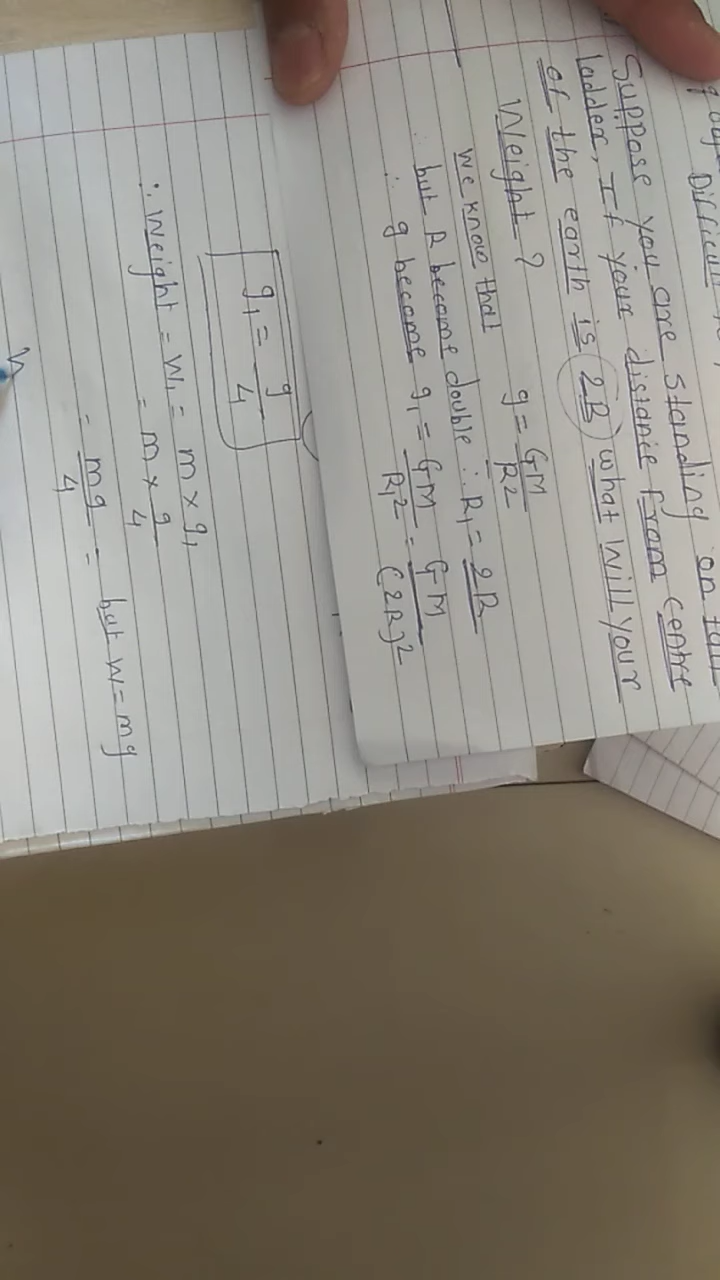 Difficult
Suppose you are standing on tall
ladder, If your distance from centre
of the earth is 2R what will your
Weight ?
We know that g = GM/R²
but R become double ∴ R₁ = 2R
∴ g become g₁ = GM/R₁² = GM/(2R)²
g₁ = g/4
∴ Weight = W₁ = m × g₁
= m × g/4
= mg/4 = but W = mg